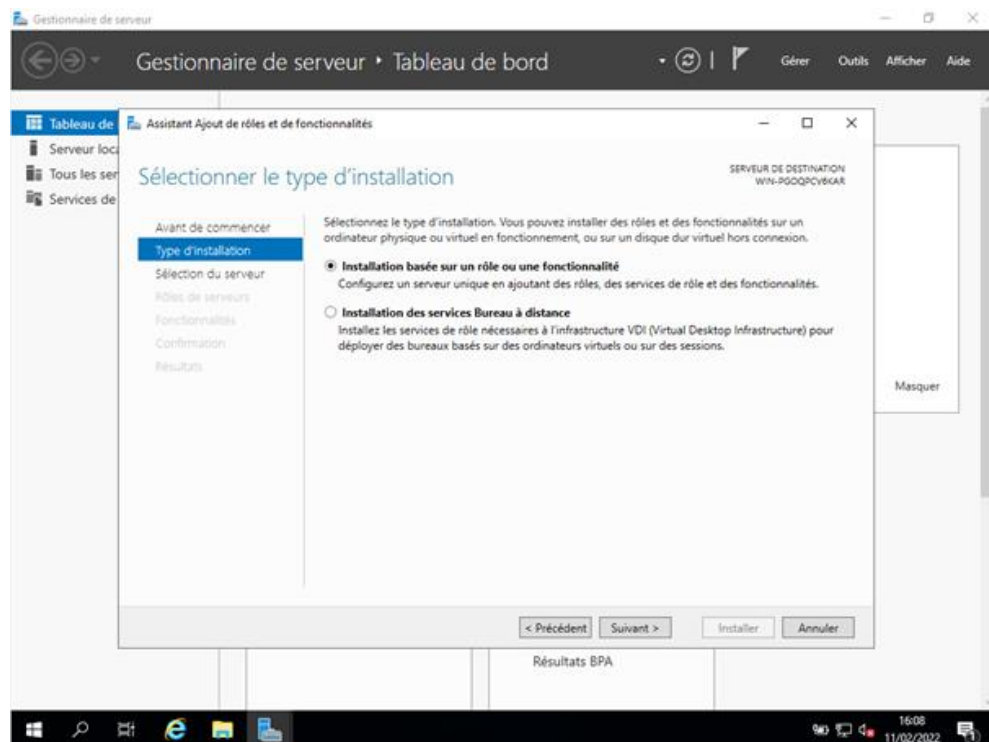 Gestionnaire de serveur
Gestionnaire de serveur • Tableau de bord
Gérer Outils Afficher Aide
Tableau de
Serveur loca
Tous les ser
Services de
Assistant Ajout de rôles et de fonctionnalités
Sélectionner le type d'installation
SERVEUR DE DESTINATION
WIN-PGOQPCV6KAR
Avant de commencer
Type d'installation
Sélection du serveur
Rôles de serveurs
Fonctionnalités
Confirmation
Résultats
Sélectionnez le type d'installation. Vous pouvez installer des rôles et des fonctionnalités sur un
ordinateur physique ou virtuel en fonctionnement, ou sur un disque dur virtuel hors connexion.
Installation basée sur un rôle ou une fonctionnalité
Configurez un serveur unique en ajoutant des rôles, des services de rôle et des fonctionnalités.
Installation des services Bureau à distance
Installez les services de rôle nécessaires à l'infrastructure VDI (Virtual Desktop Infrastructure) pour
déployer des bureaux basés sur des ordinateurs virtuels ou sur des sessions.
Masquer
< Précédent Suivant > Installer Annuler
Résultats BPA
16:08
11/02/2022